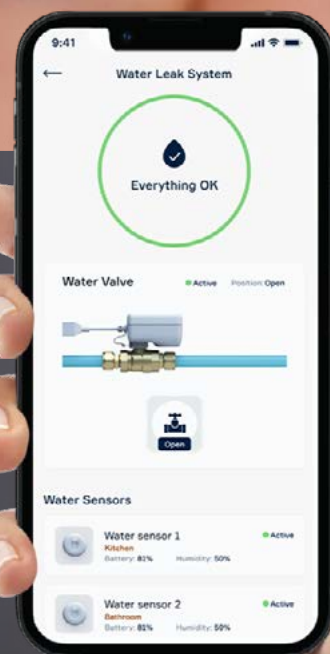 9:41
Water Leak System
Everything OK
Water Valve Active Position: Open
Open
Water Sensors
Water sensor 1 Active
Kitchen
Battery: 81% Humidity: 50%
Water sensor 2 Active
Bathroom
Battery: 81% Humidity: 50%